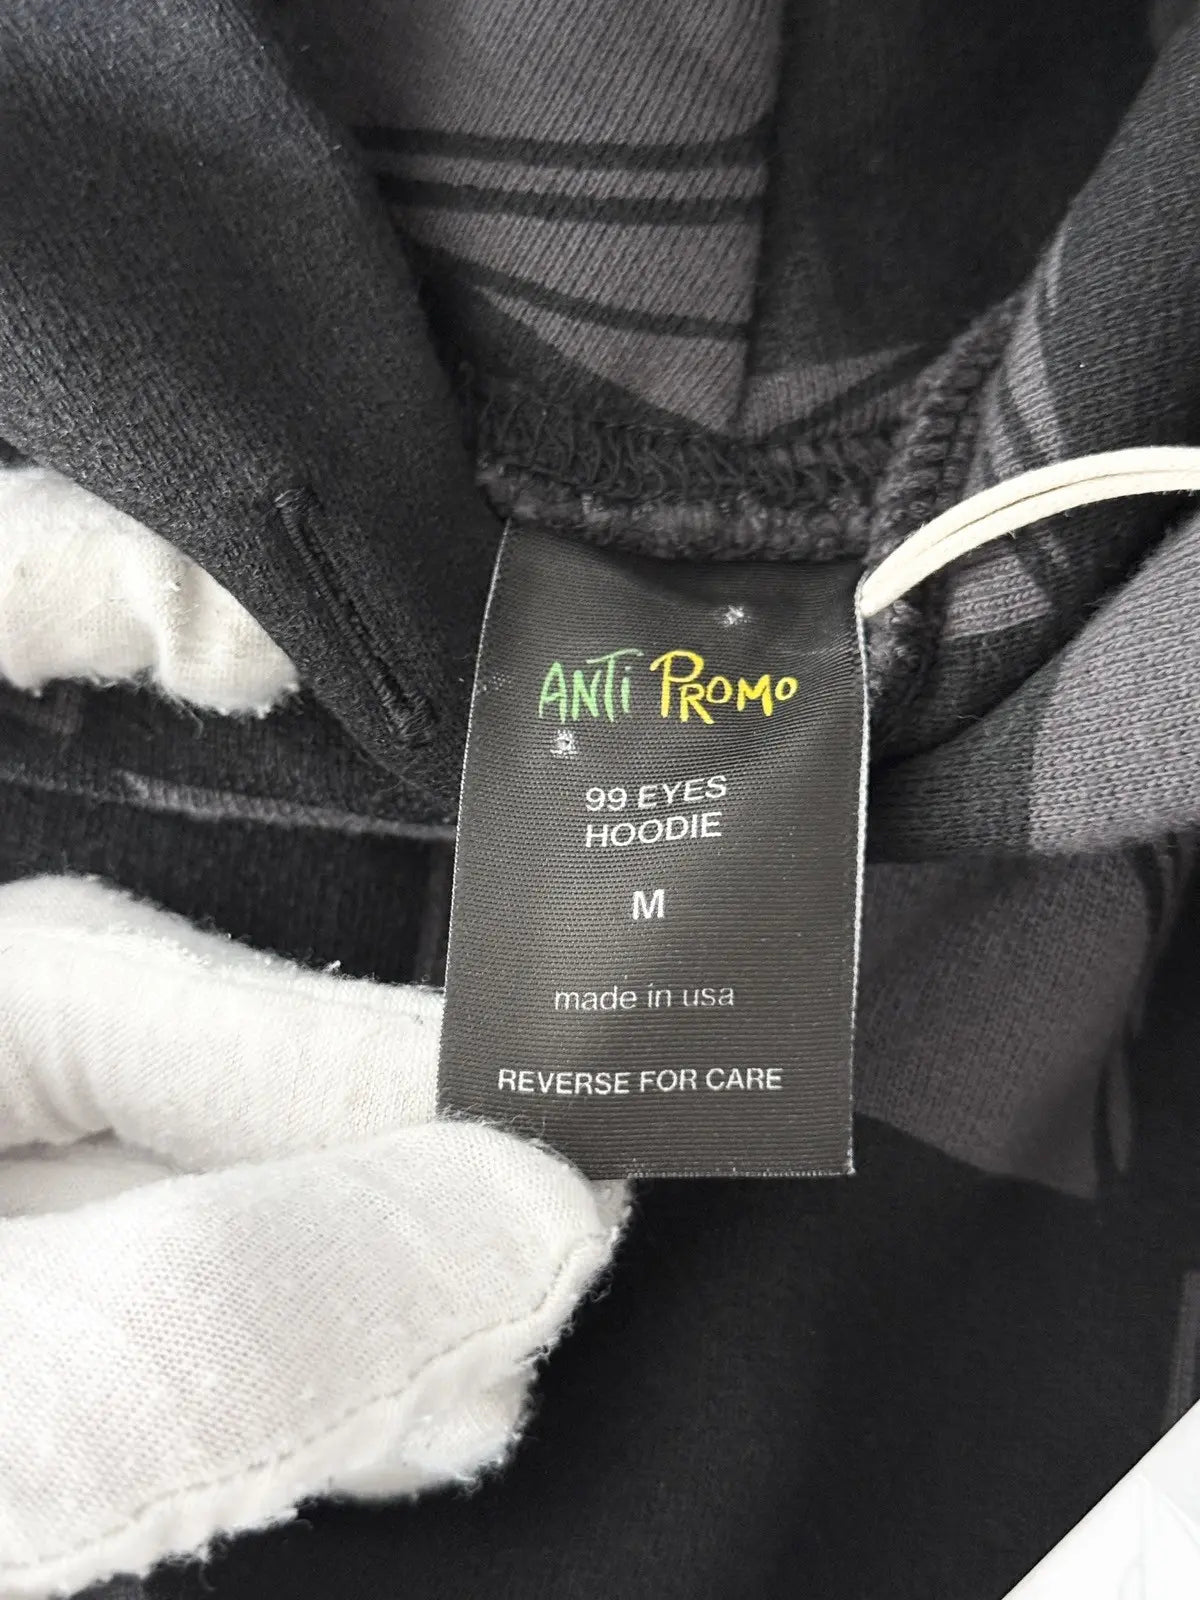 ANTi PROMO
99 EYES
HOODIE
M
made in usa
REVERSE FOR CARE